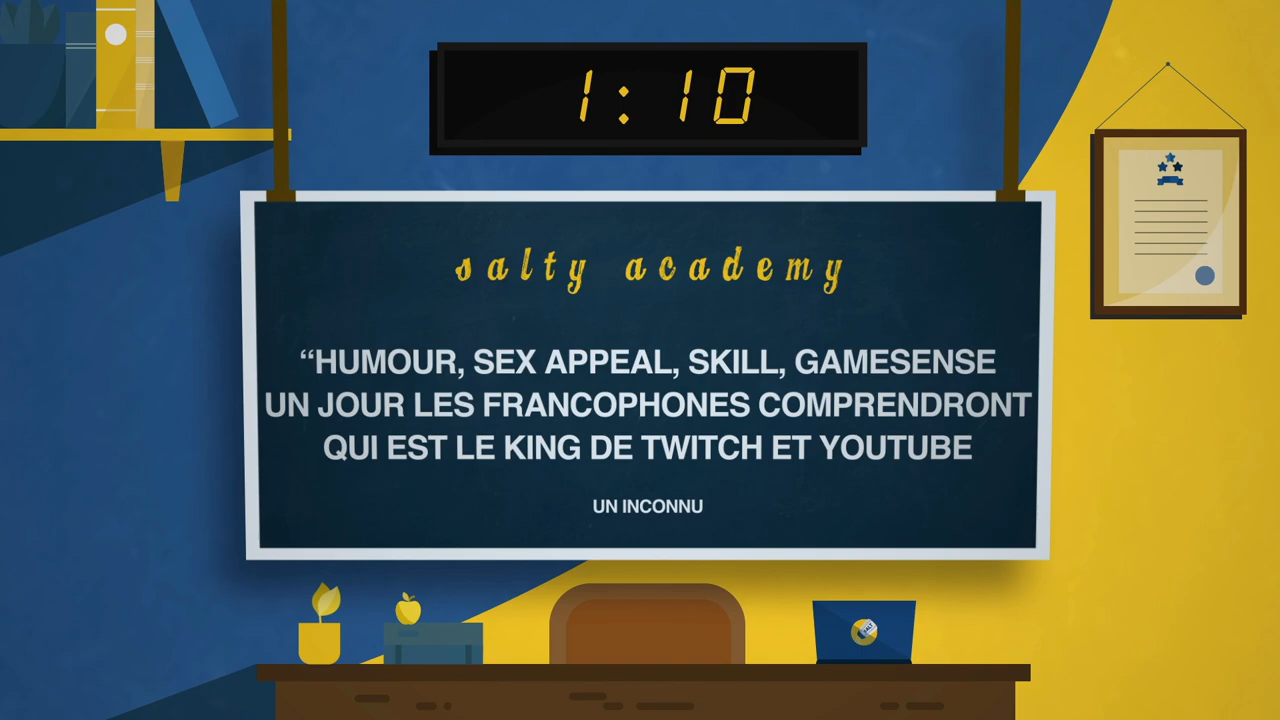 1:10
salty academy
“HUMOUR, SEX APPEAL, SKILL, GAMESENSE
UN JOUR LES FRANCOPHONES COMPRENDRONT
QUI EST LE KING DE TWITCH ET YOUTUBE
UN INCONNU
SALT